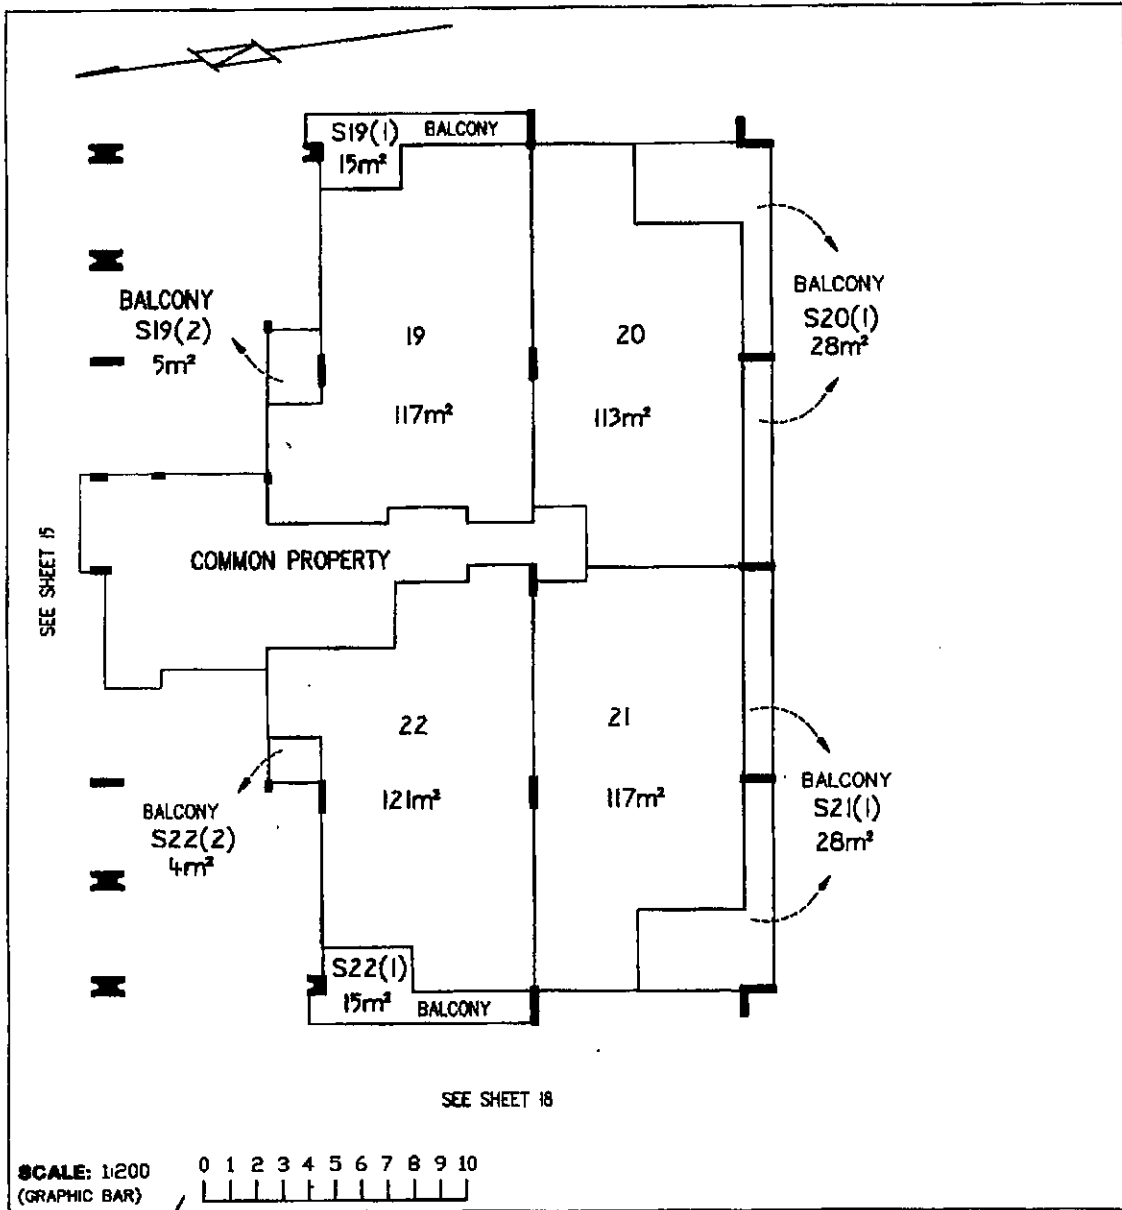 S19(1) BALCONY
15m²
BALCONY
S19(2)
5m²
19
117m²
20
113m²
BALCONY
S20(1)
28m²
SEE SHEET 15
COMMON PROPERTY
22
121m²
21
117m²
BALCONY
S22(2)
4m²
BALCONY
S21(1)
28m²
S22(1)
15m² BALCONY
SEE SHEET 18
SCALE: 1:200
(GRAPHIC BAR)
0 1 2 3 4 5 6 7 8 9 10